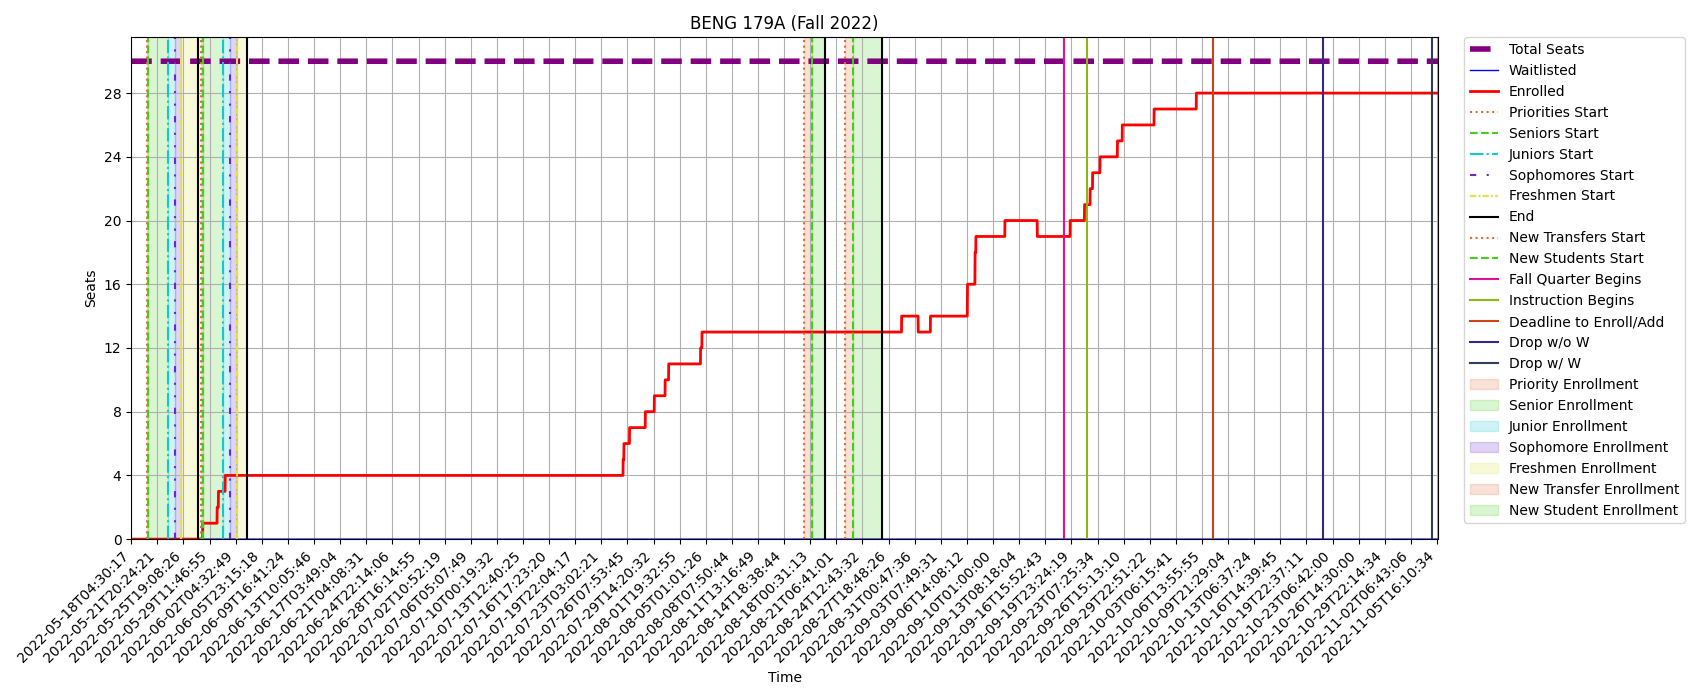 BENG 179A (Fall 2022)
Seats
28
24
20
16
12
8
4
0
2022-05-18T04:30:17
2022-05-21T20:24:21
2022-05-25T19:08:26
2022-05-29T11:46:55
2022-06-02T04:32:49
2022-06-05T23:15:18
2022-06-09T16:41:24
2022-06-13T10:05:46
2022-06-17T03:49:04
2022-06-21T04:08:31
2022-06-24T22:14:06
2022-06-28T16:14:55
2022-07-02T10:52:19
2022-07-06T05:07:49
2022-07-10T00:19:32
2022-07-13T12:40:25
2022-07-16T17:23:20
2022-07-19T22:04:17
2022-07-23T03:02:21
2022-07-26T07:53:45
2022-07-29T14:20:32
2022-08-01T19:32:55
2022-08-05T01:01:26
2022-08-08T07:50:44
2022-08-11T13:16:49
2022-08-14T18:38:44
2022-08-18T00:31:13
2022-08-21T06:41:01
2022-08-24T12:43:32
2022-08-27T18:48:26
2022-08-31T00:47:36
2022-09-03T07:49:31
2022-09-06T14:08:12
2022-09-10T01:00:00
2022-09-13T08:18:04
2022-09-16T15:52:43
2022-09-19T23:24:19
2022-09-23T07:25:34
2022-09-26T15:13:10
2022-09-29T22:51:22
2022-10-03T06:15:41
2022-10-06T13:55:55
2022-10-09T21:29:04
2022-10-13T06:37:24
2022-10-16T14:39:45
2022-10-19T22:37:11
2022-10-23T06:42:00
2022-10-26T14:30:00
2022-10-29T22:14:34
2022-11-02T06:43:06
2022-11-05T16:10:34
Time
Total Seats
Waitlisted
Enrolled
Priorities Start
Seniors Start
Juniors Start
Sophomores Start
Freshmen Start
End
New Transfers Start
New Students Start
Fall Quarter Begins
Instruction Begins
Deadline to Enroll/Add
Drop w/o W
Drop w/ W
Priority Enrollment
Senior Enrollment
Junior Enrollment
Sophomore Enrollment
Freshmen Enrollment
New Transfer Enrollment
New Student Enrollment